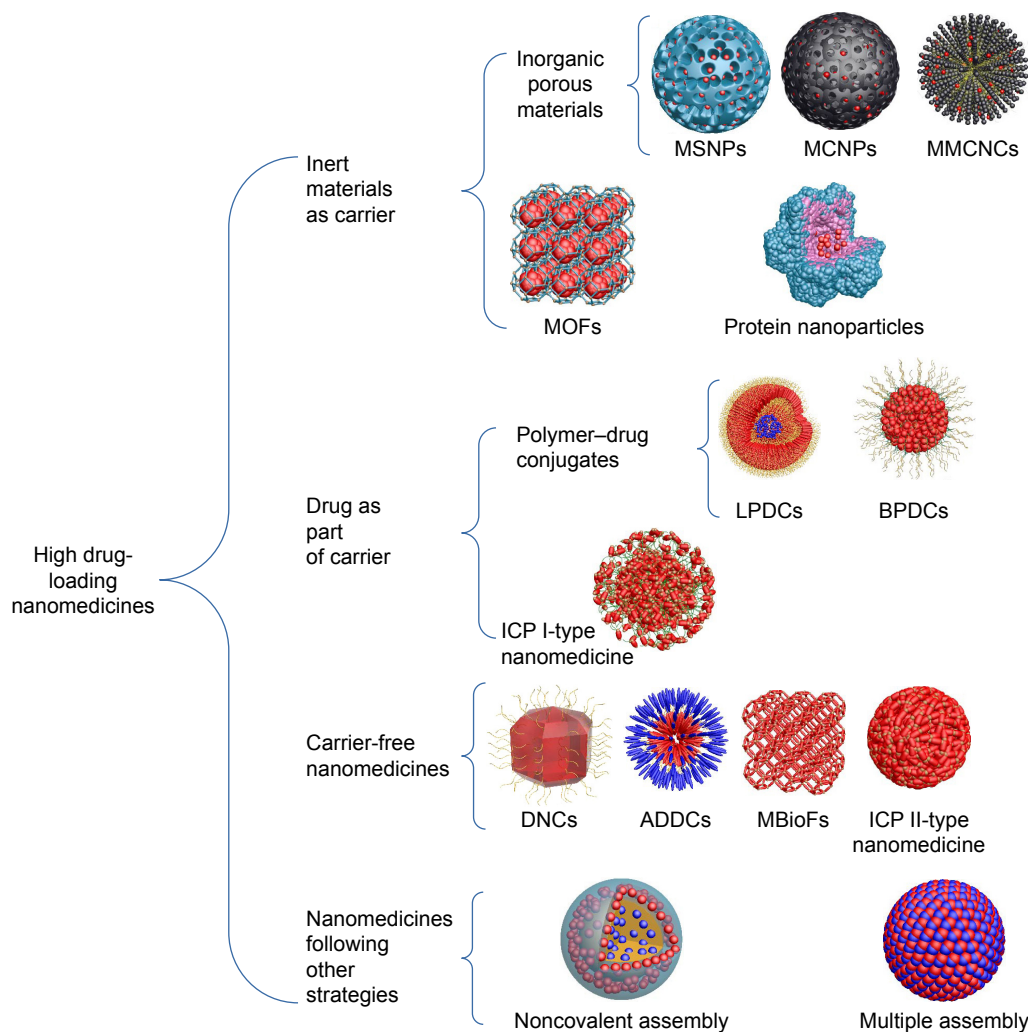 High drug-
loading
nanomedicines
Inert
materials
as carrier
Inorganic
porous
materials
MSNPs
MCNPs
MMCNCs
MOFs
Protein nanoparticles
Drug as
part
of carrier
Polymer–drug
conjugates
LPDCs
BPDCs
ICP I-type
nanomedicine
Carrier-free
nanomedicines
DNCs
ADDCs
MBioFs
ICP II-type
nanomedicine
Nanomedicines
following
other
strategies
Noncovalent assembly
Multiple assembly